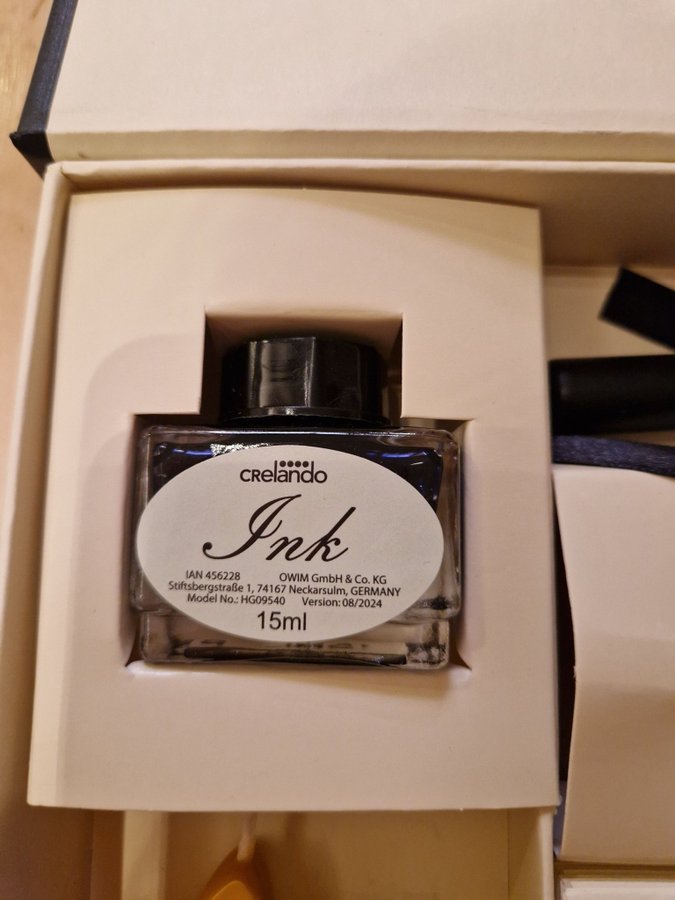 crelando
Ink
IAN 456228 OWIM GmbH & Co. KG
Stiftsbergstraße 1, 74167 Neckarsulm, GERMANY
Model No.: HG09540 Version: 08/2024
15ml